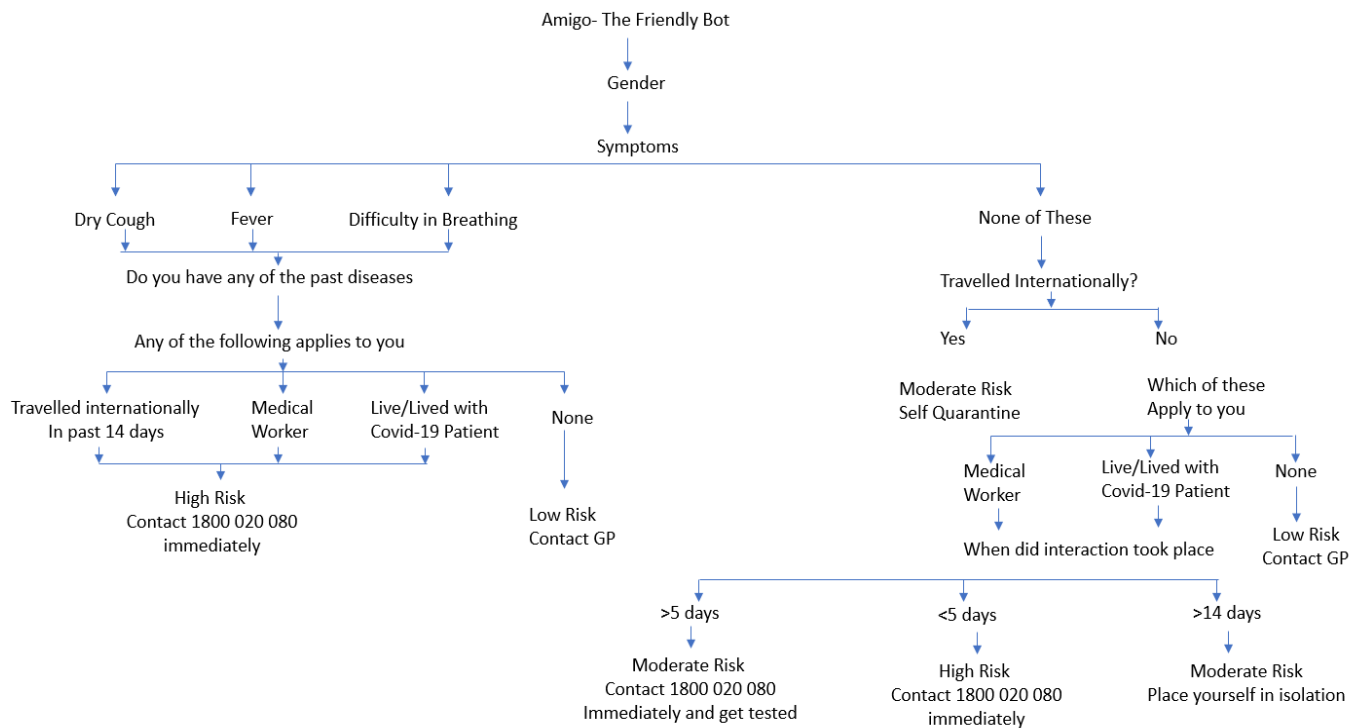 Amigo- The Friendly Bot
Gender
Symptoms
Dry Cough
Fever
Difficulty in Breathing
None of These
Do you have any of the past diseases
Travelled Internationally?
Any of the following applies to you
Yes
No
Travelled internationally
In past 14 days
Medical
Worker
Live/Lived with
Covid-19 Patient
None
Moderate Risk
Self Quarantine
Which of these
Apply to you
High Risk
Contact 1800 020 080
immediately
Low Risk
Contact GP
Medical
Worker
Live/Lived with
Covid-19 Patient
None
When did interaction took place
Low Risk
Contact GP
>5 days
<5 days
>14 days
Moderate Risk
Contact 1800 020 080
Immediately and get tested
High Risk
Contact 1800 020 080
immediately
Moderate Risk
Place yourself in isolation